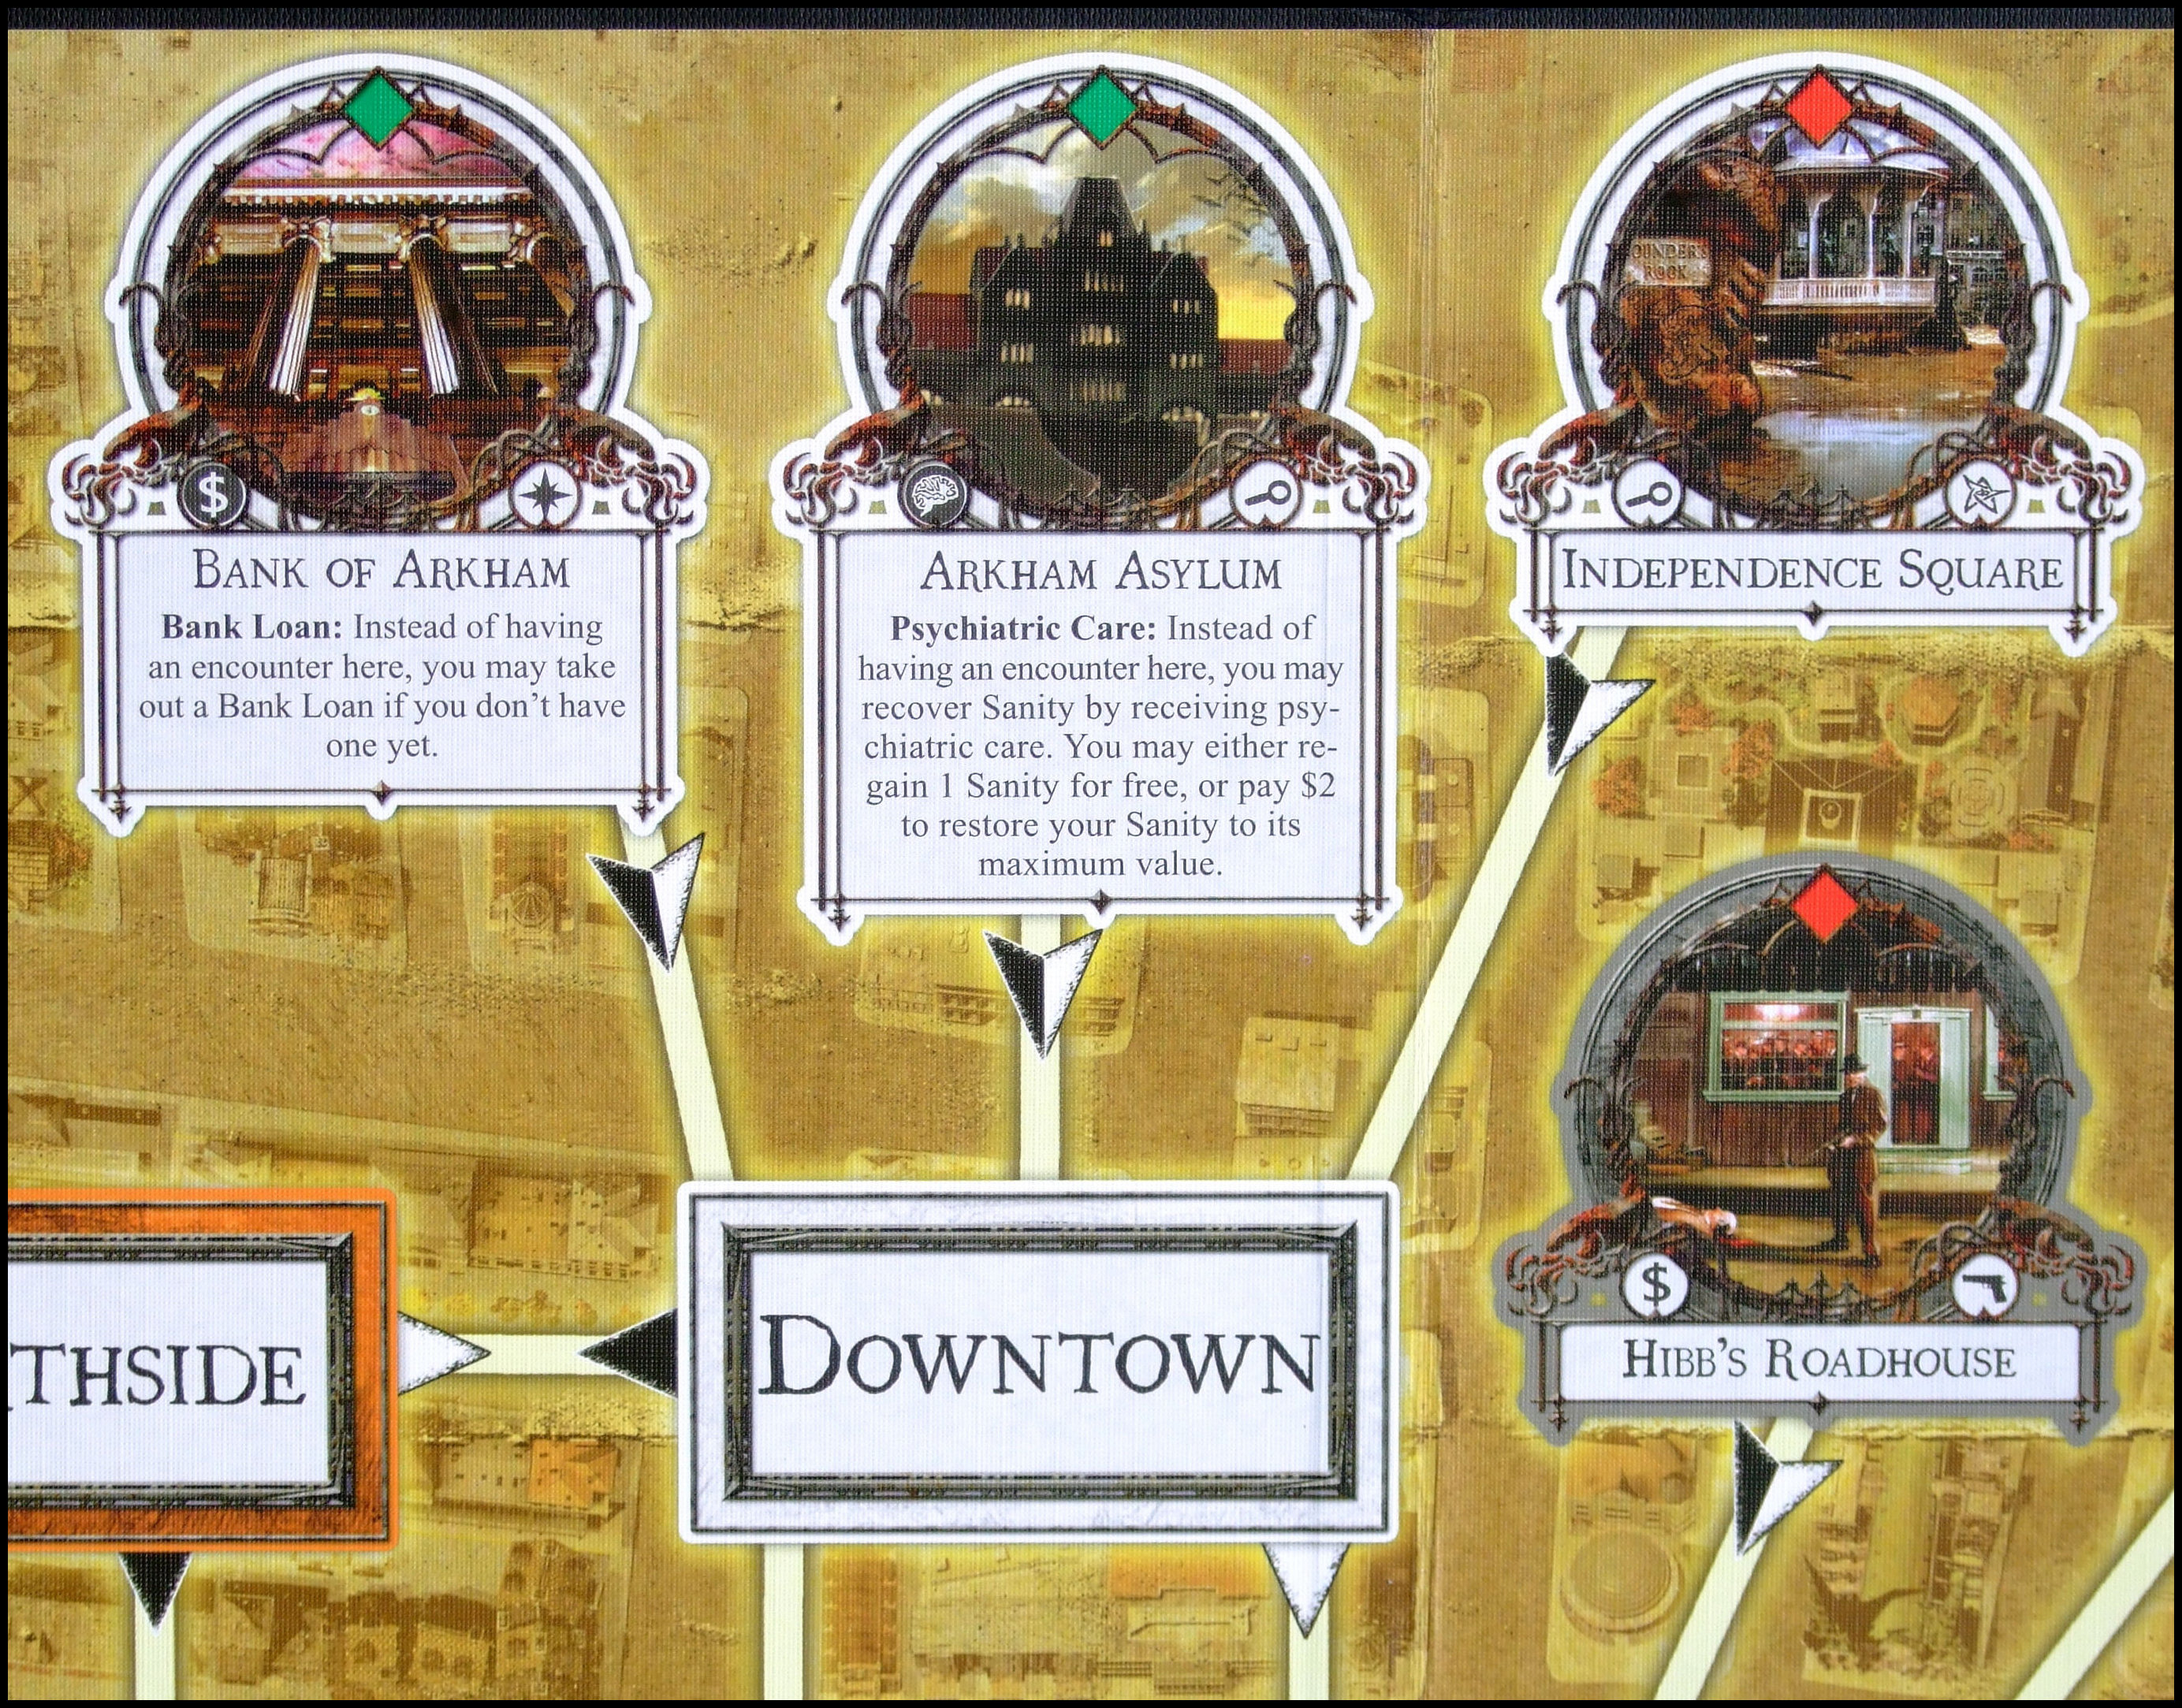 OUNDER
ROCK
BANK OF ARKHAM
Bank Loan: Instead of having
an encounter here, you may take
out a Bank Loan if you don't have
one yet.
ARKHAM ASYLUM
Psychiatric Care: Instead of
having an encounter here, you may
recover Sanity by receiving psy-
chiatric care. You may either re-
gain 1 Sanity for free, or pay $2
to restore your Sanity to its
maximum value.
INDEPENDENCE SQUARE
$
$
HIBB'S ROADHOUSE
THSIDE
DOWNTOWN